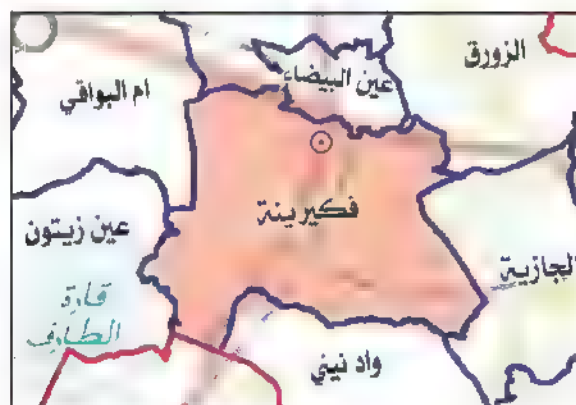 الزورق
عين البيضاء
ام البواقي
فكيرينة
عين زيتون
الجازية
قارة
الطارف
واد نيني